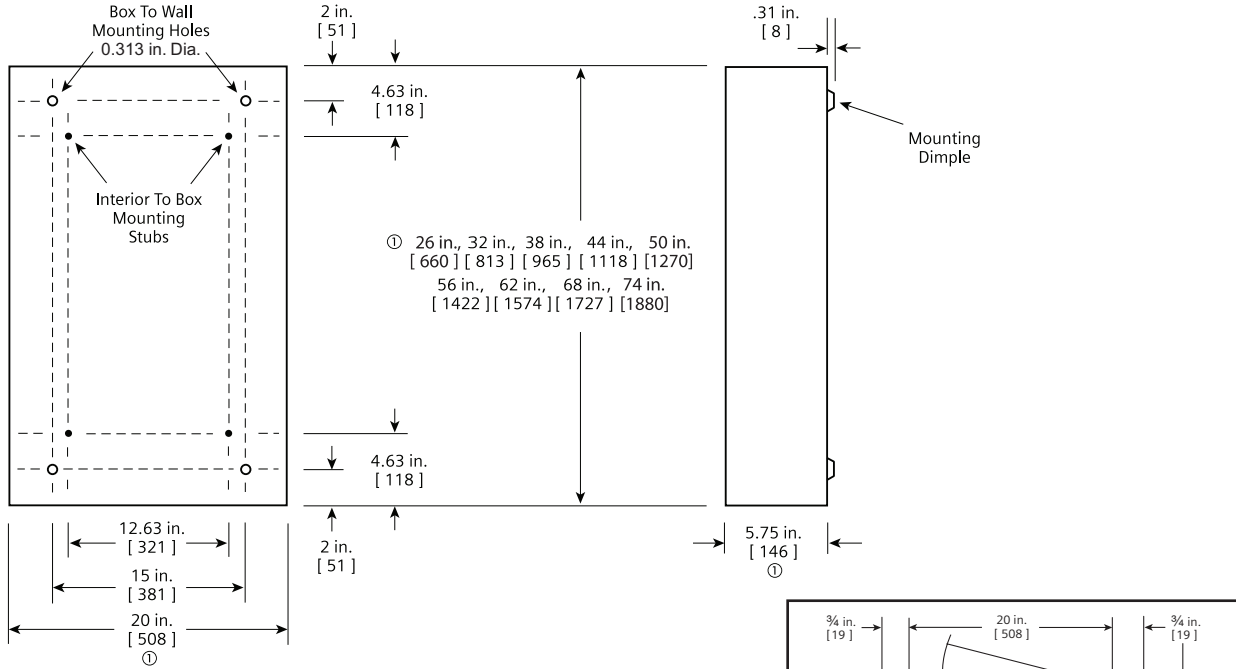 Box To Wall
Mounting Holes
0.313 in. Dia.
2 in.
[ 51 ]
.31 in.
[ 8 ]
4.63 in.
[ 118 ]
Mounting
Dimple
Interior To Box
Mounting
Stubs
① 26 in., 32 in., 38 in., 44 in., 50 in.
[ 660 ] [ 813 ] [ 965 ] [ 1118 ] [1270]
56 in., 62 in., 68 in., 74 in.
[ 1422 ] [ 1574 ] [ 1727 ] [1880]
4.63 in.
[ 118 ]
12.63 in.
[ 321 ]
2 in.
[ 51 ]
5.75 in.
[ 146 ]
①
15 in.
[ 381 ]
20 in.
[ 508 ]
①
¾ in.
[19 ]
20 in.
[ 508 ]
¾ in.
[19 ]